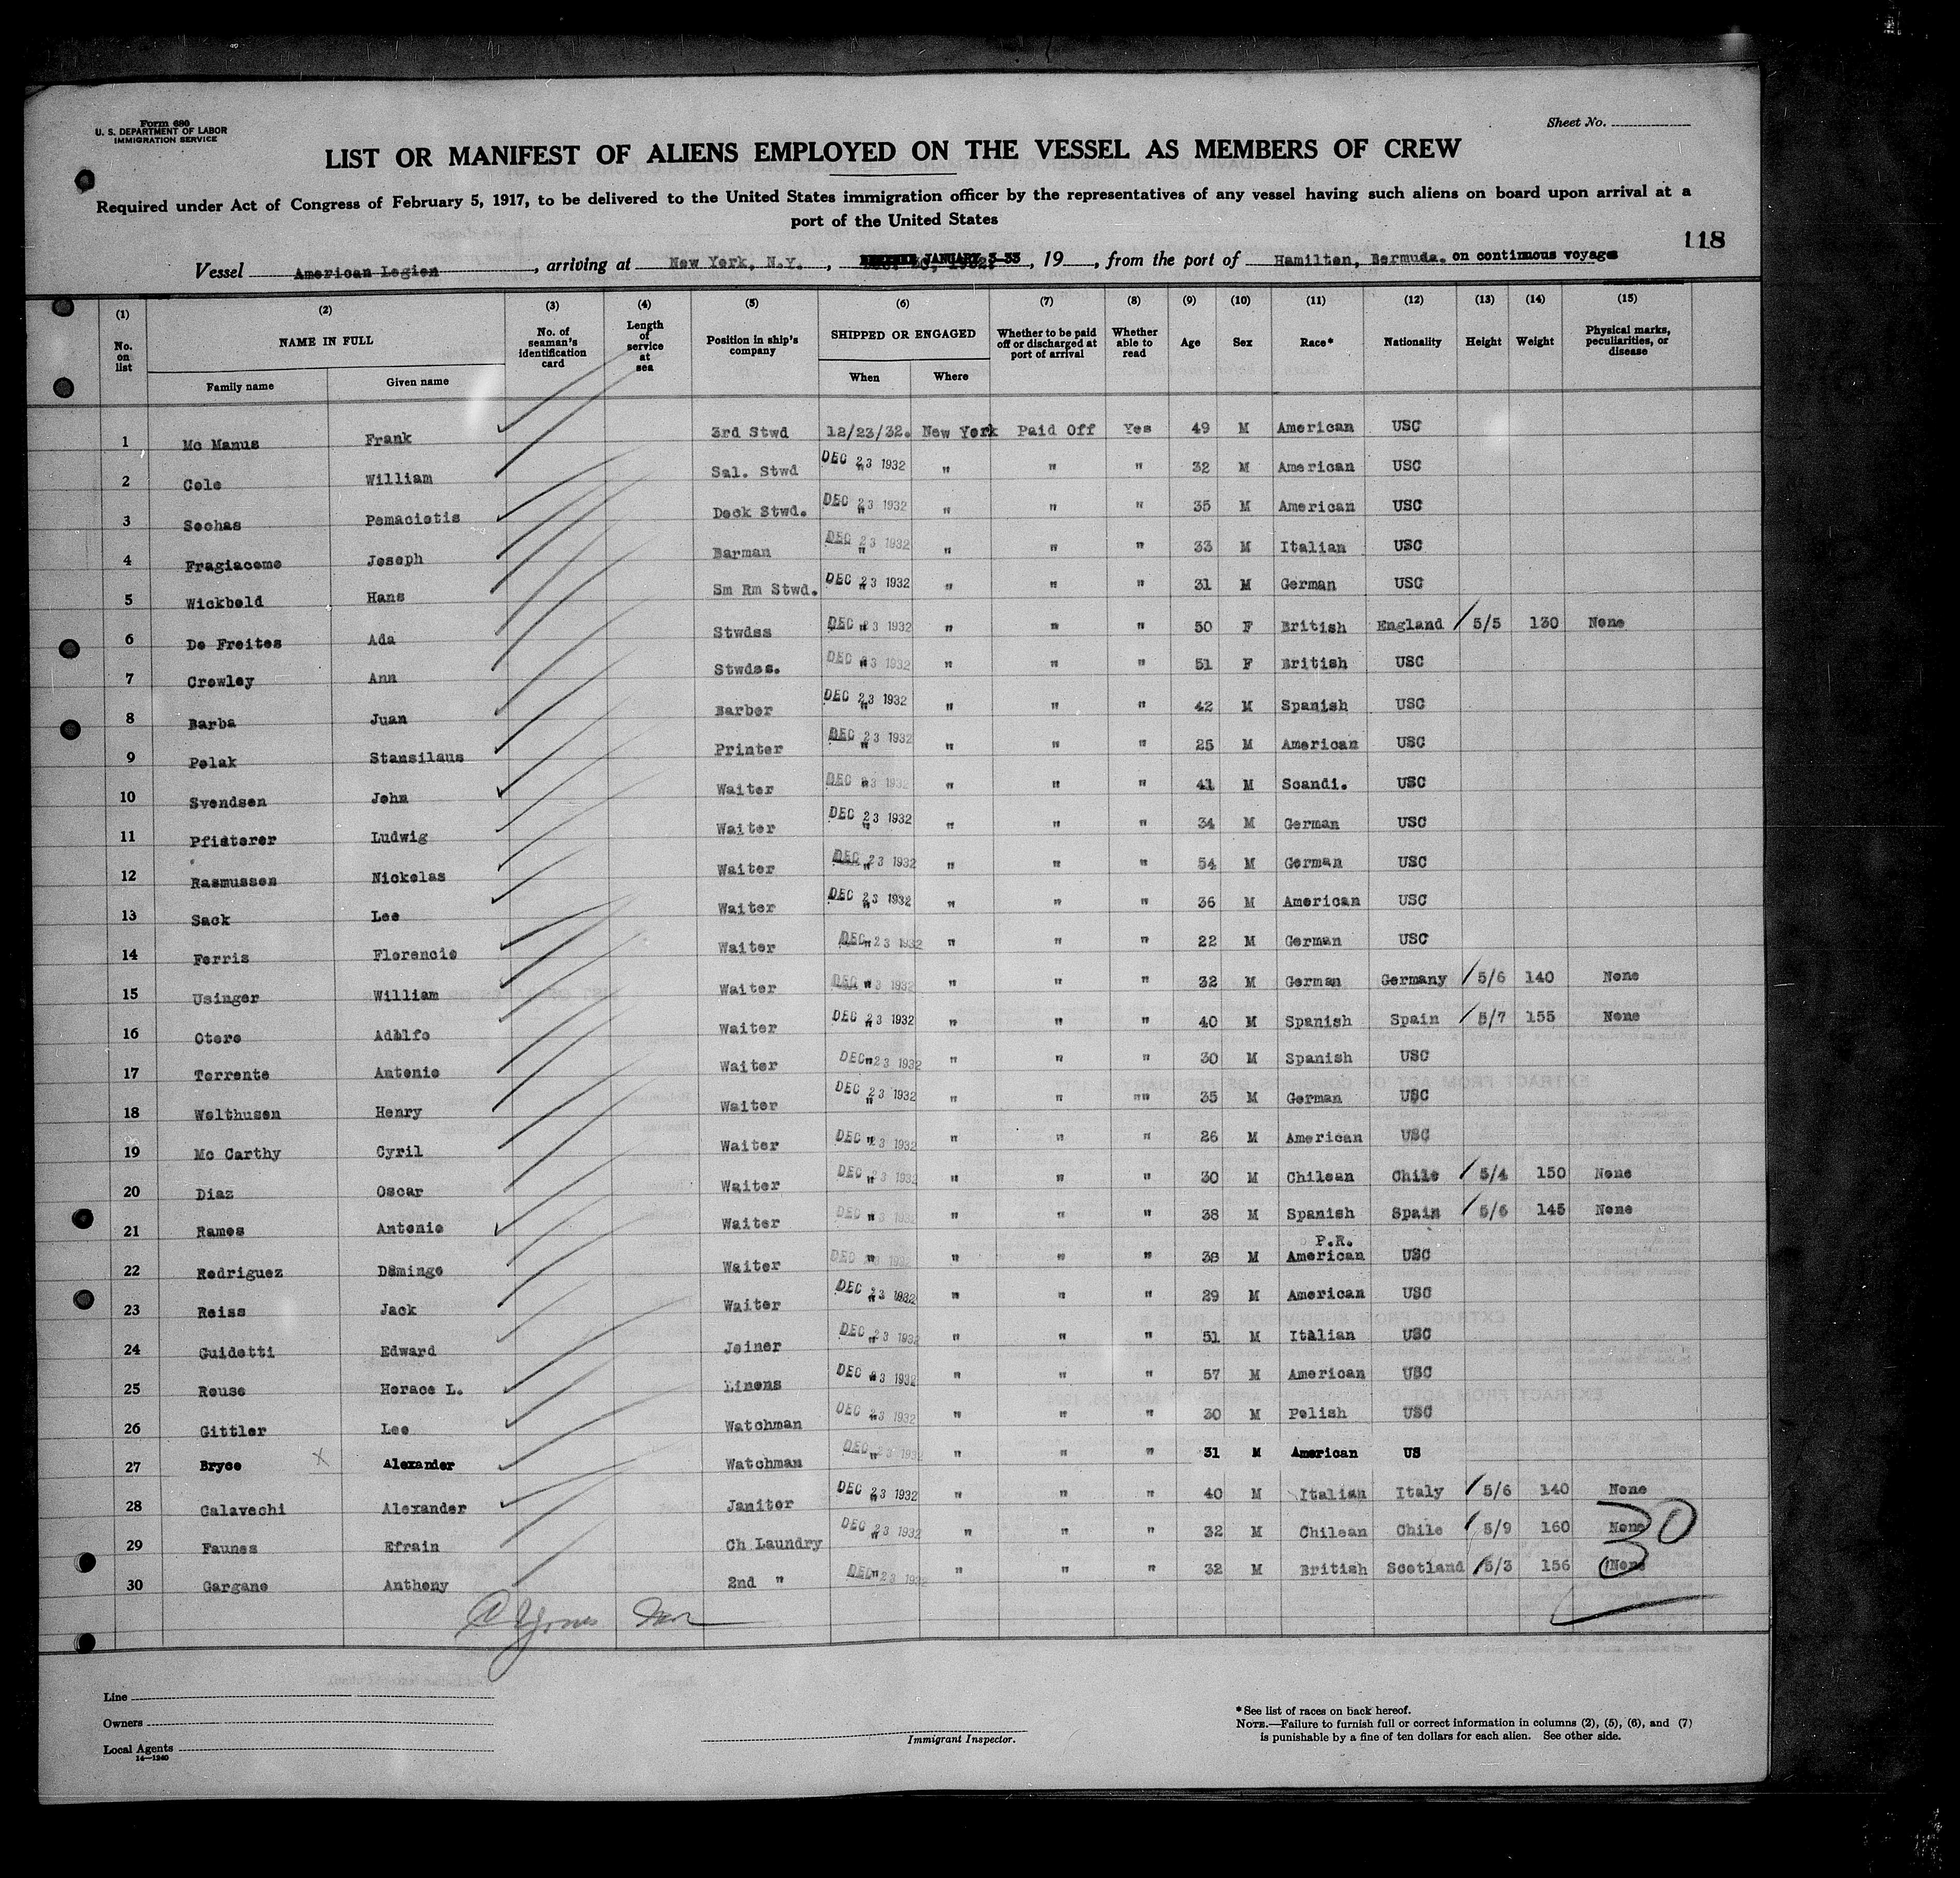 Form 680
U. S. DEPARTMENT OF LABOR
IMMIGRATION SERVICE
Sheet No.
LIST OR MANIFEST OF ALIENS EMPLOYED ON THE VESSEL AS MEMBERS OF CREW
Required under Act of Congress of February 5, 1917, to be delivered to the United States immigration officer by the representatives of any vessel having such aliens on board upon arrival at a
port of the United States
118
Vessel American Legion, arriving at New York, N.Y., JANUARY 3-33, 19, from the port of Hamilton, Bermuda. on continuous voyage
(1) (2) (3) (4) (5) (6) (7) (8) (9) (10) (11) (12) (13) (14) (15)
No. on list NAME IN FULL No. of seaman's identification card Length of service at sea Position in ship's company SHIPPED OR ENGAGED Whether to be paid off or discharged at port of arrival Whether able to read Age Sex Race* Nationality Height Weight Physical marks, peculiarities, or disease
Family name Given name When Where
1 Mc Manus Frank 3rd Stwd 12/23/32. New York Paid Off Yes 49 M American USC
2 Cole William Sal. Stwd DEC 23 1932 " " " 32 M American USC
3 Sochas Pemaciotis Deck Stwd. DEC 23 1932 " " " 35 M American USC
4 Fragiacomo Joseph Barman DEC 23 1932 " " " 33 M Italian USC
5 Wickbold Hans Sm Rm Stwd. DEC 23 1932 " " " 31 M German USC
6 De Freites Ada Stwdss DEC 23 1932 " " " 50 F British England / 5/5 130 None
7 Crowley Ann Stwdss. DEC 23 1932 " " " 51 F British USC
8 Barba Juan Barber DEC 23 1932 " " " 42 M Spanish USC
9 Polak Stansilaus Printer DEC 23 1932 " " " 25 M American USC
10 Svendsen John Waiter DEC 23 1932 " " " 41 M Scandi. USC
11 Pfisterer Ludwig Waiter DEC 23 1932 " " " 34 M German USC
12 Rasmussen Nickolas Waiter DEC 23 1932 " " " 54 M German USC
13 Sack Leo Waiter DEC 23 1932 " " " 36 M American USC
14 Ferris Florencio Waiter DEC 23 1932 " " " 22 M German USC
15 Usinger William Waiter DEC 23 1932 " " " 32 M German Germany / 5/6 140 None
16 Otero Adolfo Waiter DEC 23 1932 " " " 40 M Spanish Spain / 5/7 155 None
17 Torrente Antonio Waiter DEC 23 1932 " " " 30 M Spanish USC
18 Wolthusen Henry Waiter DEC 23 1932 " " "" 35 M German USC
19 Mc Carthy Cyril Waiter DEC 23 1932 " " " 26 M American USC
20 Diaz Oscar Waiter DEC 23 1932 " " " 30 M Chilean Chile / 5/4 150 None
21 Ramos Antonio Waiter DEC 23 1932 " " " 38 M Spanish Spain / 5/6 145 None
22 Rodriguez Domingo Waiter DEC 23 1932 " " " 38 M P.R. American USC
23 Reiss Jack Waiter DEC 23 1932 " " " 29 M American USC
24 Guidetti Edward Joiner DEC 23 1932 " " " 51 M Italian USC
25 Rouse Horace L. Linens DEC 23 1932 " " " 57 M American USC
26 Gittler Leo Watchman DEC 23 1932 " " " 30 M Polish USC
27 Bryce X Alexander Watchman DEC 23 1932 " " " 31 M American US
28 Galavochi Alexander Janitor DEC 23 1932 " " " 40 M Italian Italy / 5/6 140 None
29 Faunes Efrain Ch Laundry DEC 23 1932 " " " 32 M Chilean Chile / 5/9 160 None
30 Gargano Anthony 2nd " DEC 23 1932 " " " 32 M British Scotland / 5/3 156 None
30
Line
Owners
Local Agents
14—1240
Immigrant Inspector.
* See list of races on back hereof.
NOTE.—Failure to furnish full or correct information in columns (2), (5), (6), and (7)
is punishable by a fine of ten dollars for each alien. See other side.